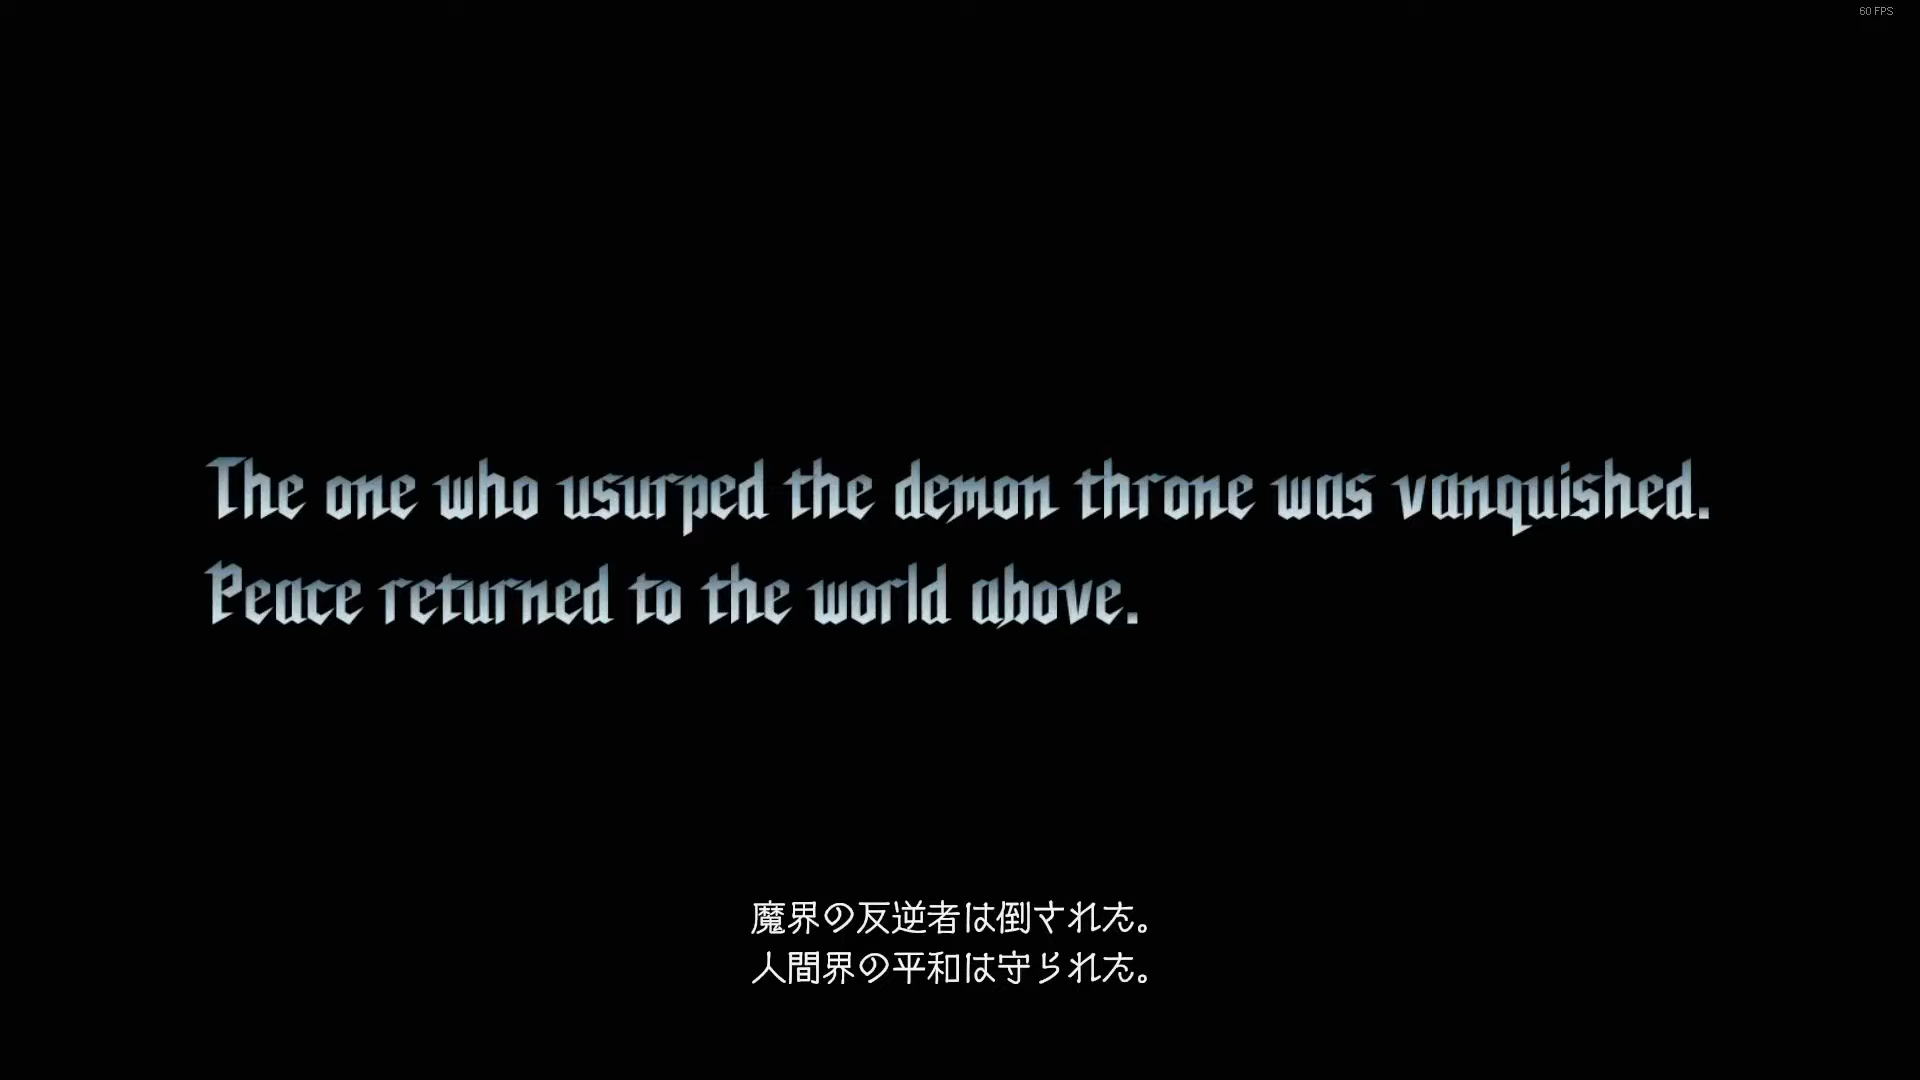 60 FPS
The one who usurped the demon throne was vanquished.
Peace returned to the world above.
魔界の反逆者は倒された。
人間界の平和は守られた。